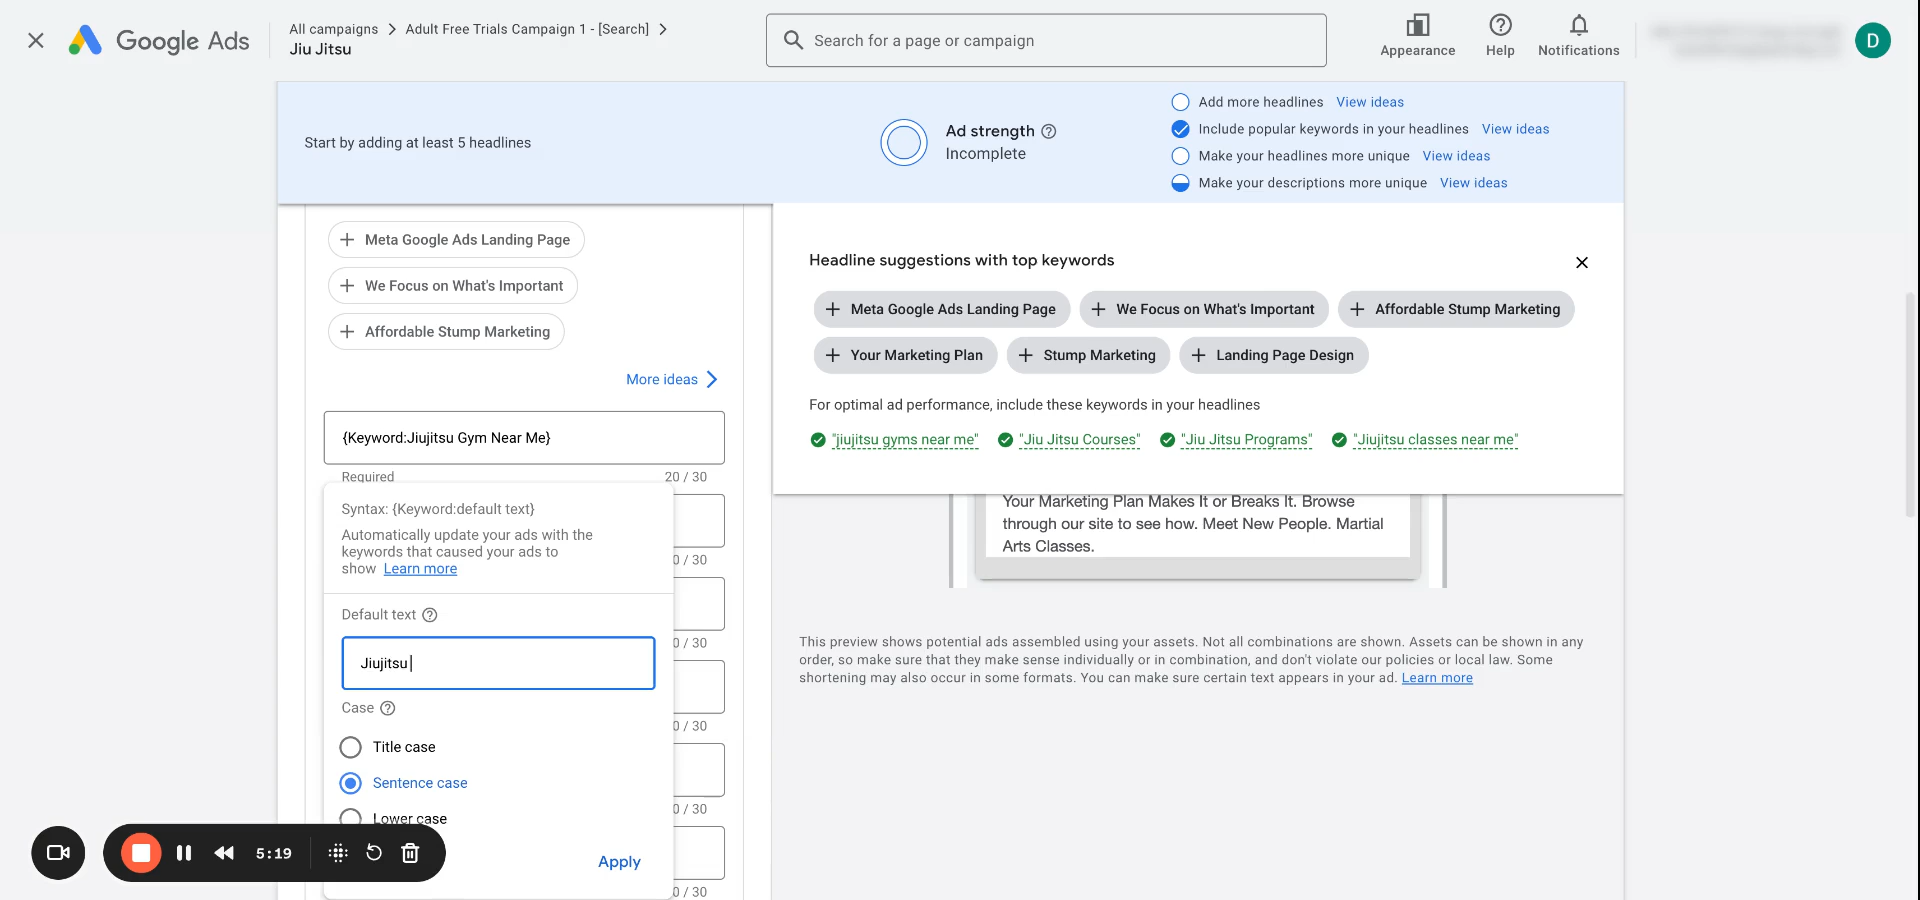 Google Ads
All campaigns > Adult Free Trials Campaign 1 - [Search] >
Jiu Jitsu
Search for a page or campaign
Appearance
Help
Notifications
D
Start by adding at least 5 headlines
Ad strength
Incomplete
Add more headlines View ideas
Include popular keywords in your headlines View ideas
Make your headlines more unique View ideas
Make your descriptions more unique View ideas
+ Meta Google Ads Landing Page
+ We Focus on What's Important
+ Affordable Stump Marketing
More ideas >
{Keyword:Jiujitsu Gym Near Me}
Required 20 / 30
Syntax: {Keyword:default text}
Automatically update your ads with the
keywords that caused your ads to
show Learn more
Default text
Jiujitsu
Case
Title case
Sentence case
Lower case
Apply
0 / 30
0 / 30
0 / 30
0 / 30
0 / 30
5:19
Headline suggestions with top keywords
+ Meta Google Ads Landing Page + We Focus on What's Important + Affordable Stump Marketing
+ Your Marketing Plan + Stump Marketing + Landing Page Design
For optimal ad performance, include these keywords in your headlines
"jiujitsu gyms near me" "Jiu Jitsu Courses" "Jiu Jitsu Programs" "Jiujitsu classes near me"
Your Marketing Plan Makes It or Breaks It. Browse
through our site to see how. Meet New People. Martial
Arts Classes.
This preview shows potential ads assembled using your assets. Not all combinations are shown. Assets can be shown in any
order, so make sure that they make sense individually or in combination, and don't violate our policies or local law. Some
shortening may also occur in some formats. You can make sure certain text appears in your ad. Learn more